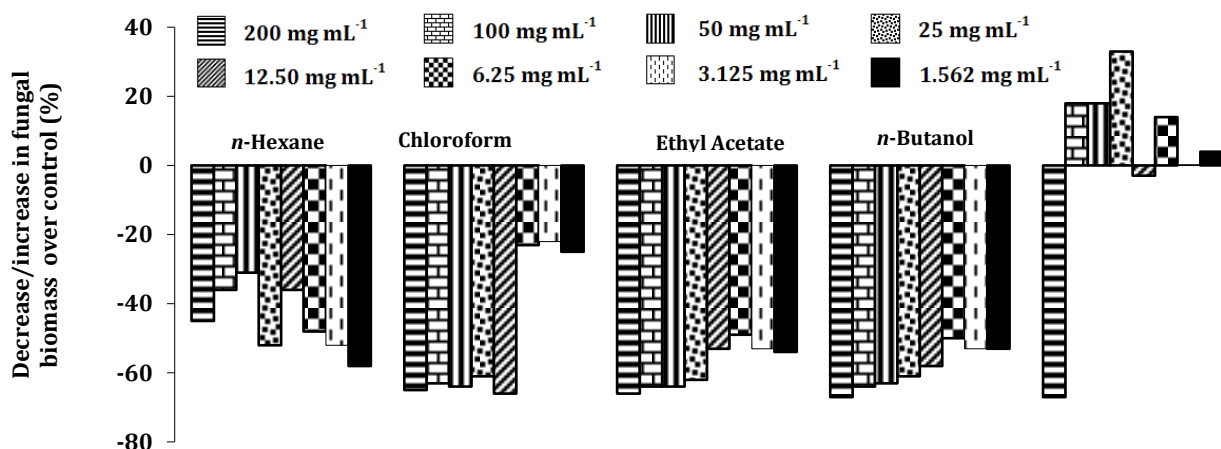 Decrease/increase in fungal
biomass over control (%)
40
20
0
-20
-40
-60
-80
200 mg mL⁻¹
100 mg mL⁻¹
50 mg mL⁻¹
25 mg mL⁻¹
12.50 mg mL⁻¹
6.25 mg mL⁻¹
3.125 mg mL⁻¹
1.562 mg mL⁻¹
n-Hexane
Chloroform
Ethyl Acetate
n-Butanol